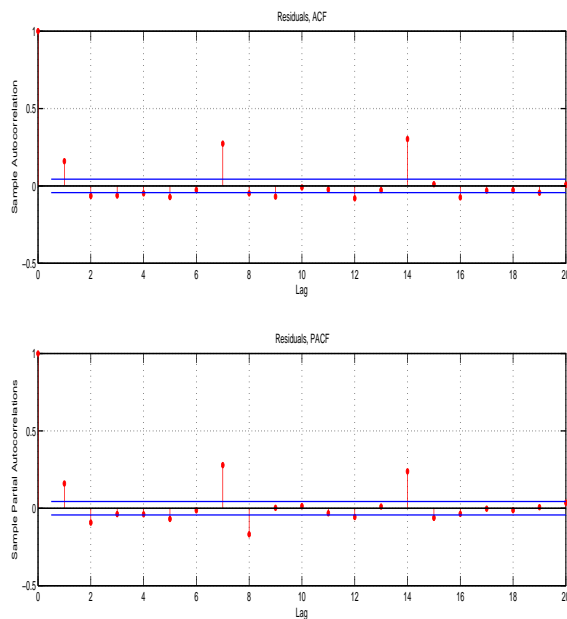 Residuals, ACF
1
0.5
0
−0.5
Sample Autocorrelation
0 2 4 6 8 10 12 14 16 18 20
Lag
Residuals, PACF
1
0.5
0
−0.5
Sample Partial Autocorrelations
0 2 4 6 8 10 12 14 16 18 20
Lag